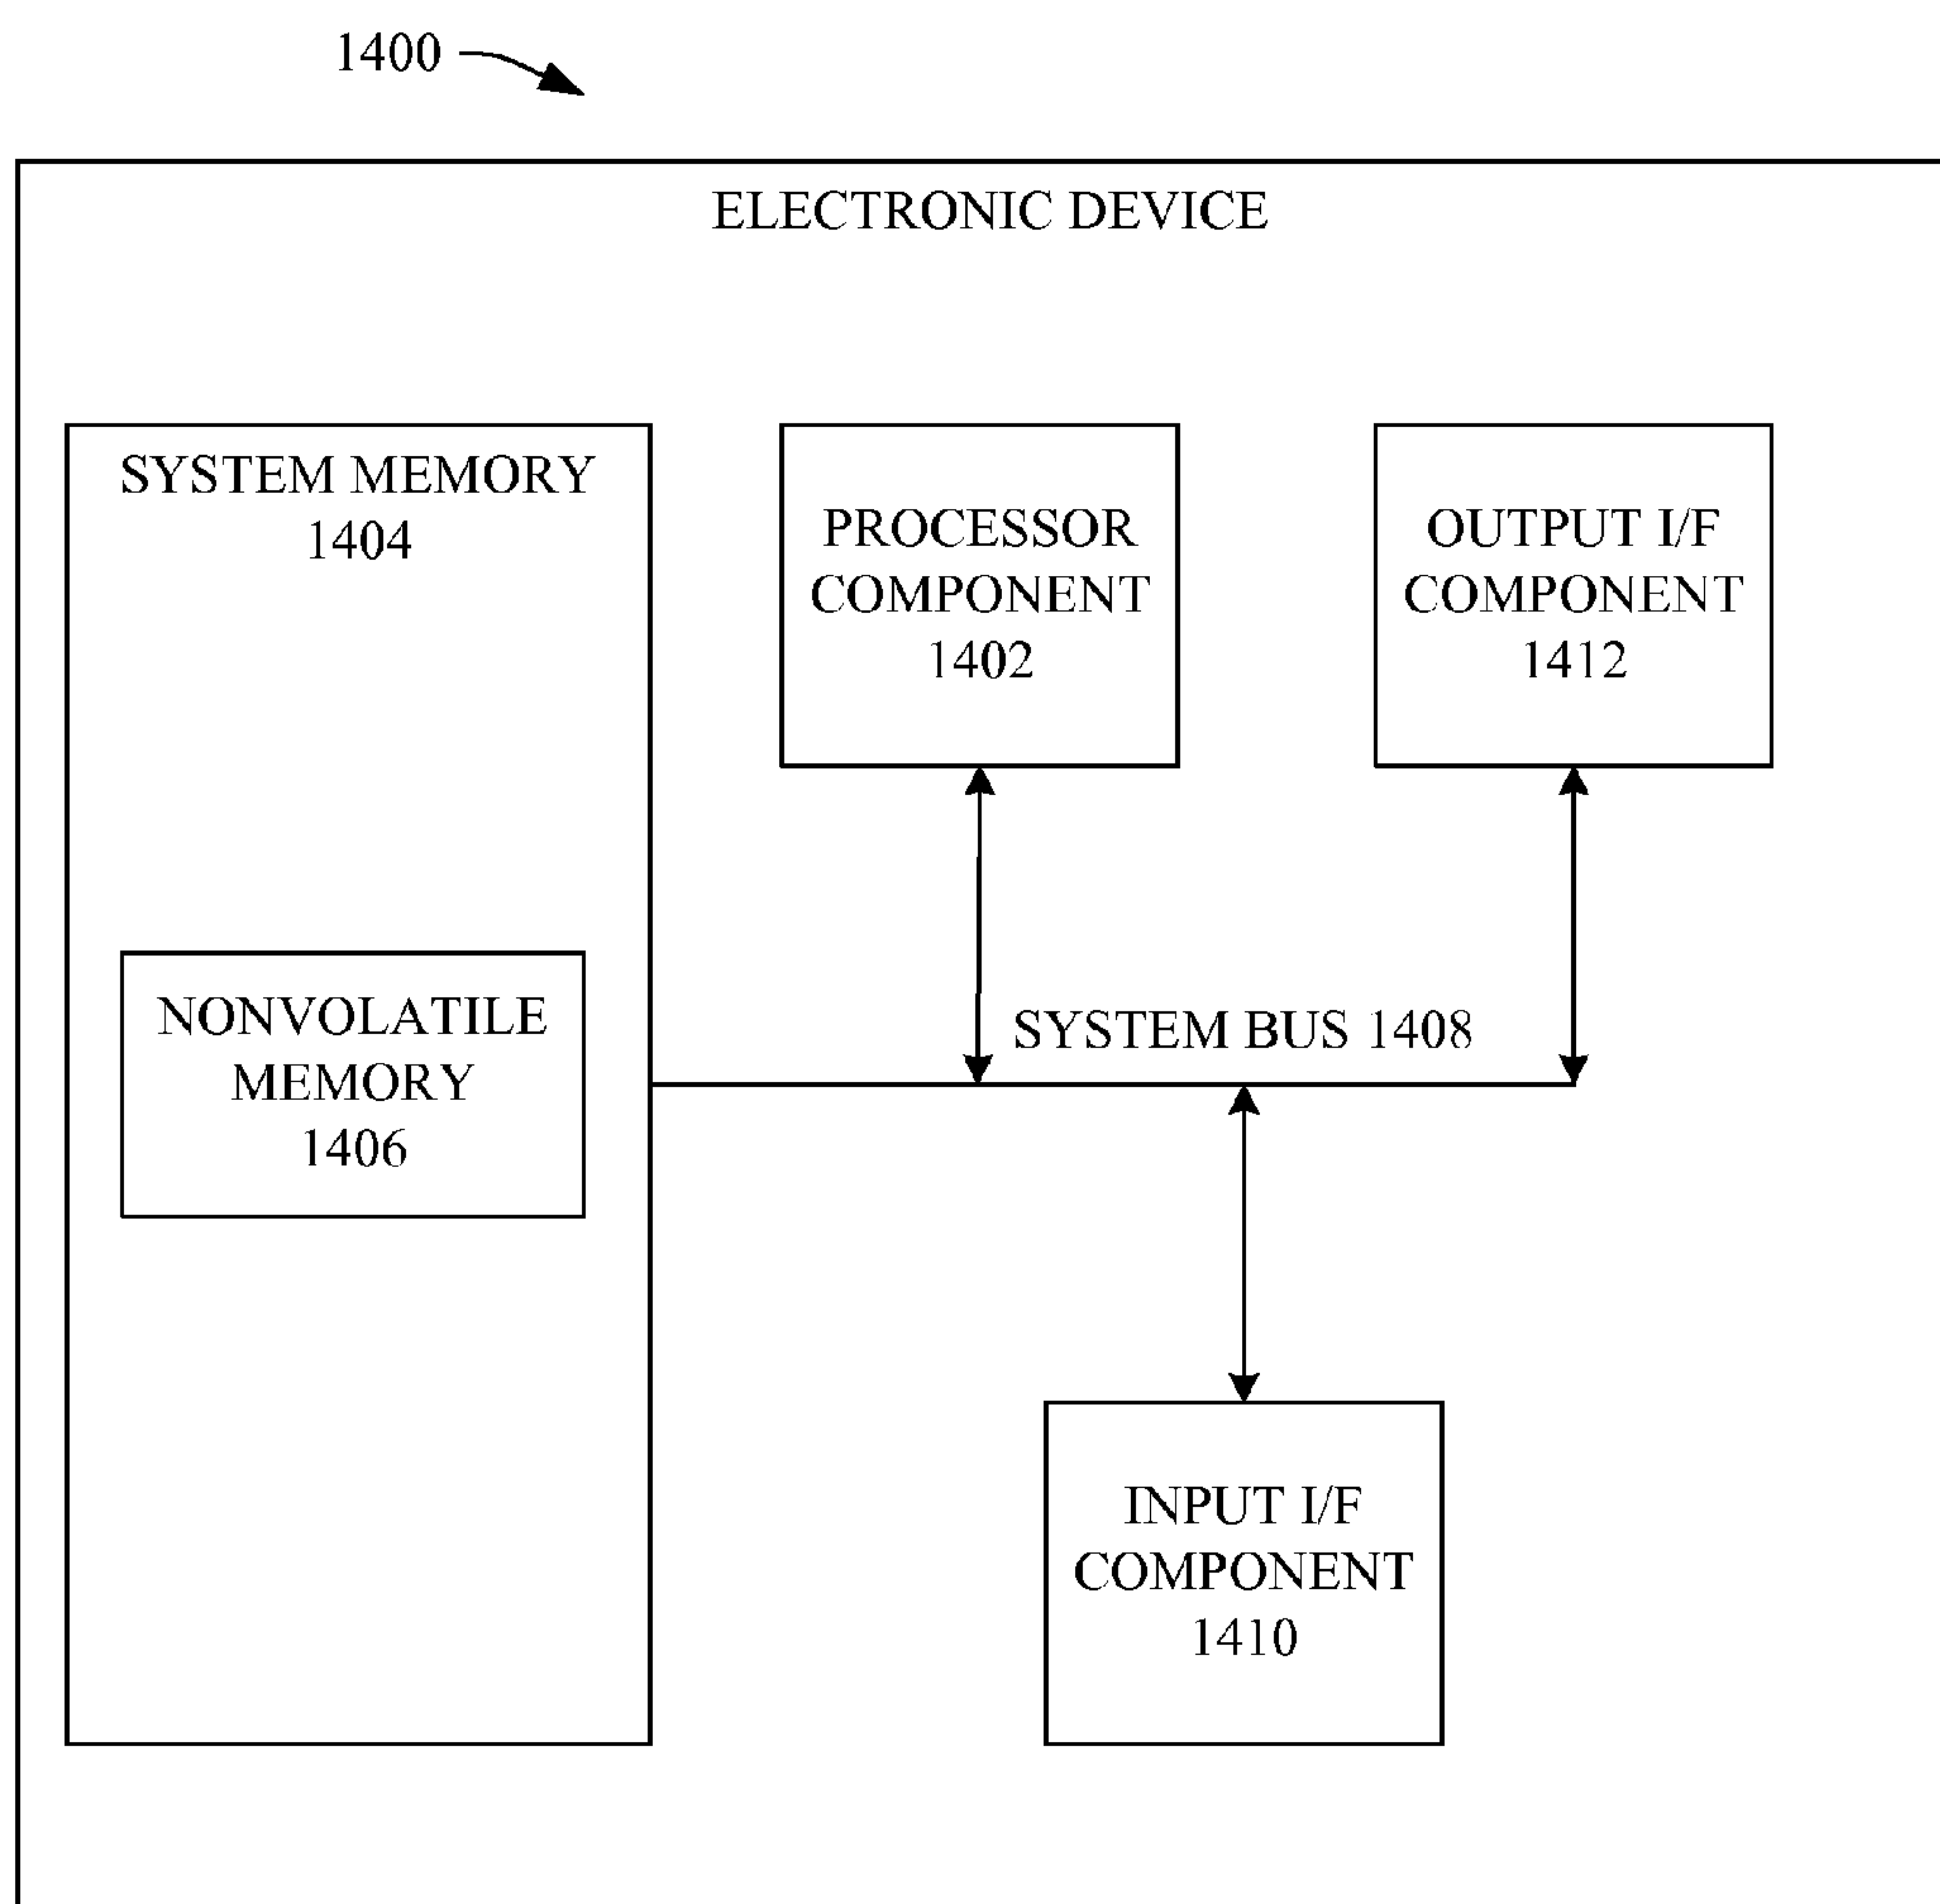 1400
ELECTRONIC DEVICE
SYSTEM MEMORY
1404
PROCESSOR
COMPONENT
1402
OUTPUT I/F
COMPONENT
1412
NONVOLATILE
MEMORY
1406
SYSTEM BUS 1408
INPUT I/F
COMPONENT
1410